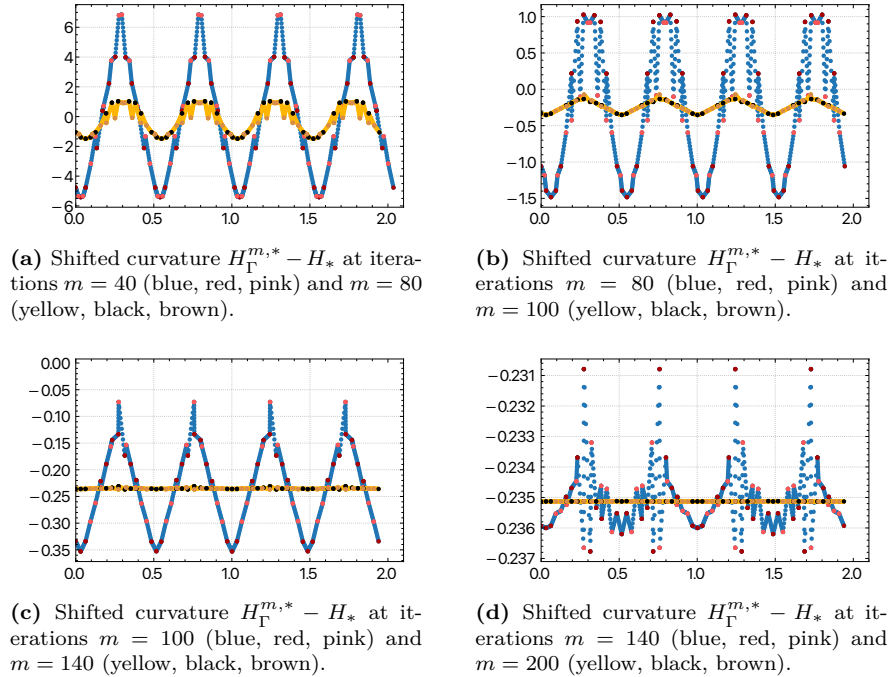 6
4
2
0
−2
−4
−6
0.0 0.5 1.0 1.5 2.0
1.0
0.5
0.0
−0.5
−1.0
−1.5
0.0 0.5 1.0 1.5 2.0
(a) Shifted curvature H_Γ^{m,*} − H_* at itera-
tions m = 40 (blue, red, pink) and m = 80
(yellow, black, brown).
(b) Shifted curvature H_Γ^{m,*} − H_* at it-
erations m = 80 (blue, red, pink) and
m = 100 (yellow, black, brown).
0.00
−0.05
−0.10
−0.15
−0.20
−0.25
−0.30
−0.35
0.0 0.5 1.0 1.5 2.0
−0.231
−0.232
−0.233
−0.234
−0.235
−0.236
−0.237
0.0 0.5 1.0 1.5 2.0
(c) Shifted curvature H_Γ^{m,*} − H_* at it-
erations m = 100 (blue, red, pink) and
m = 140 (yellow, black, brown).
(d) Shifted curvature H_Γ^{m,*} − H_* at it-
erations m = 140 (blue, red, pink) and
m = 200 (yellow, black, brown).